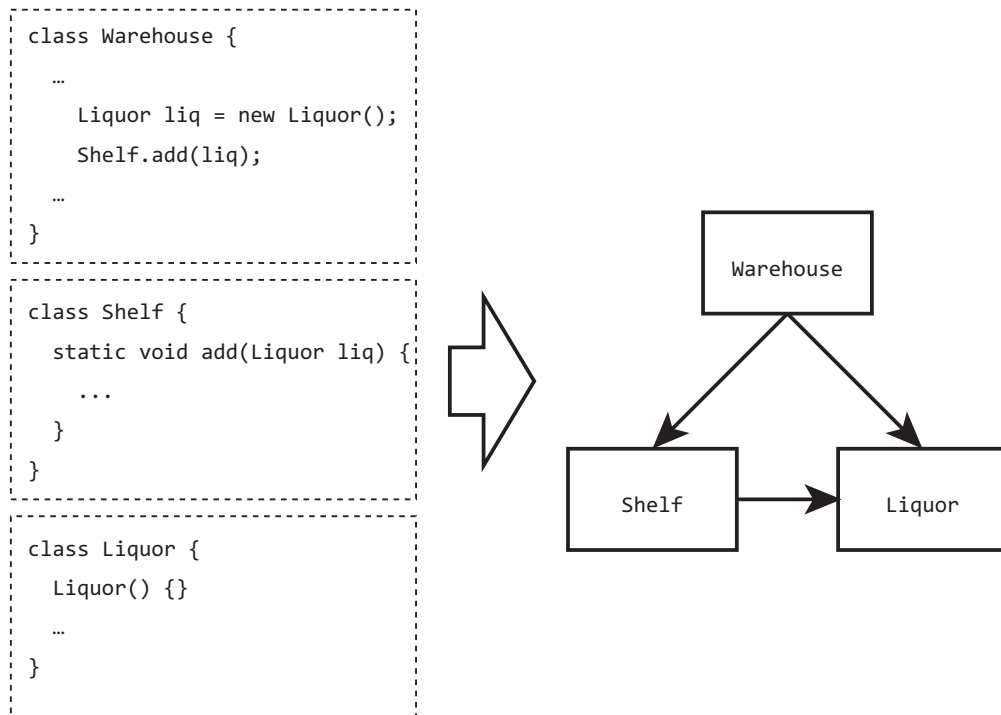 class Warehouse {
…
Liquor liq = new Liquor();
Shelf.add(liq);
…
}
class Shelf {
static void add(Liquor liq) {
...
}
}
class Liquor {
Liquor() {}
…
}
Warehouse
Shelf
Liquor